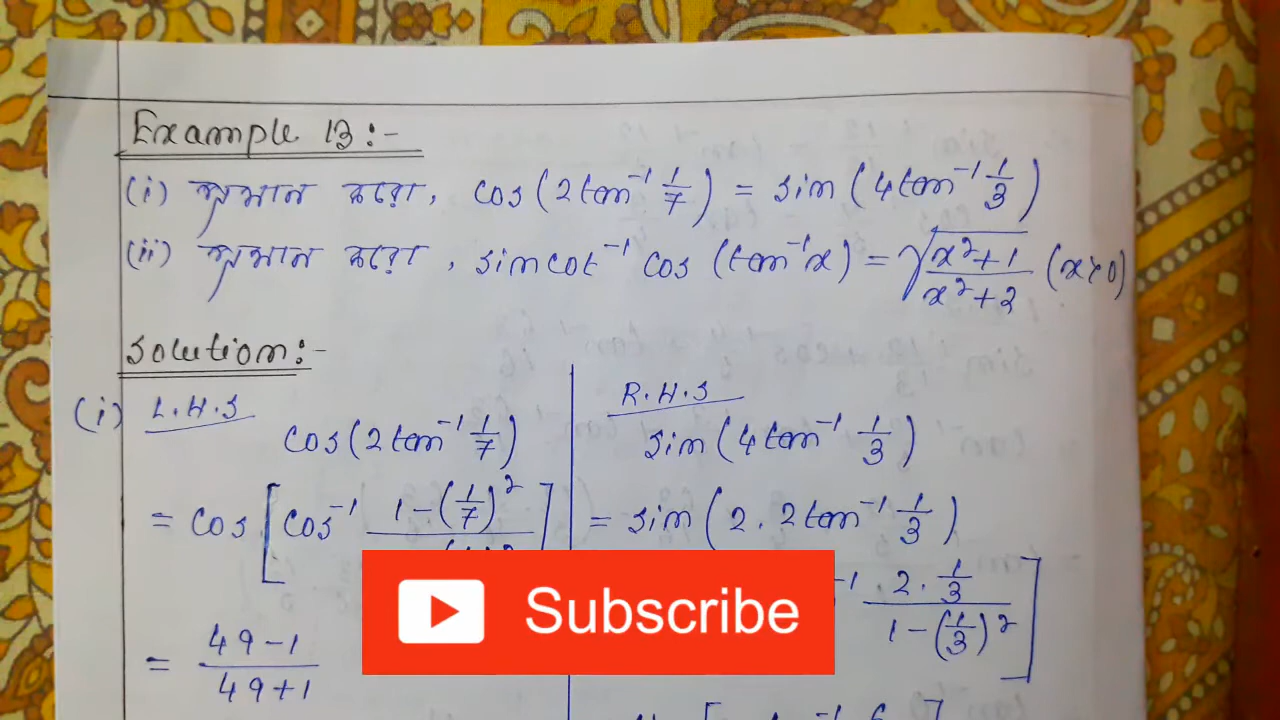 Example 13:-
(i) প্রমান করো, cos(2tan⁻¹ 1/7) = sin(4tan⁻¹ 1/3)
(ii) প্রমান করো, sin cot⁻¹ cos (tan⁻¹x) = √(x²+1)/(x²+2) (x>0)
Solution:-
(i) L.H.S
cos(2tan⁻¹ 1/7)
= cos[cos⁻¹ 1-(1/7)²
= 49-1/49+1
R.H.S
sin(4tan⁻¹ 1/3)
= sin(2.2tan⁻¹ 1/3)
⁻¹ 2.1/3 / 1-(1/3)²]
Subscribe